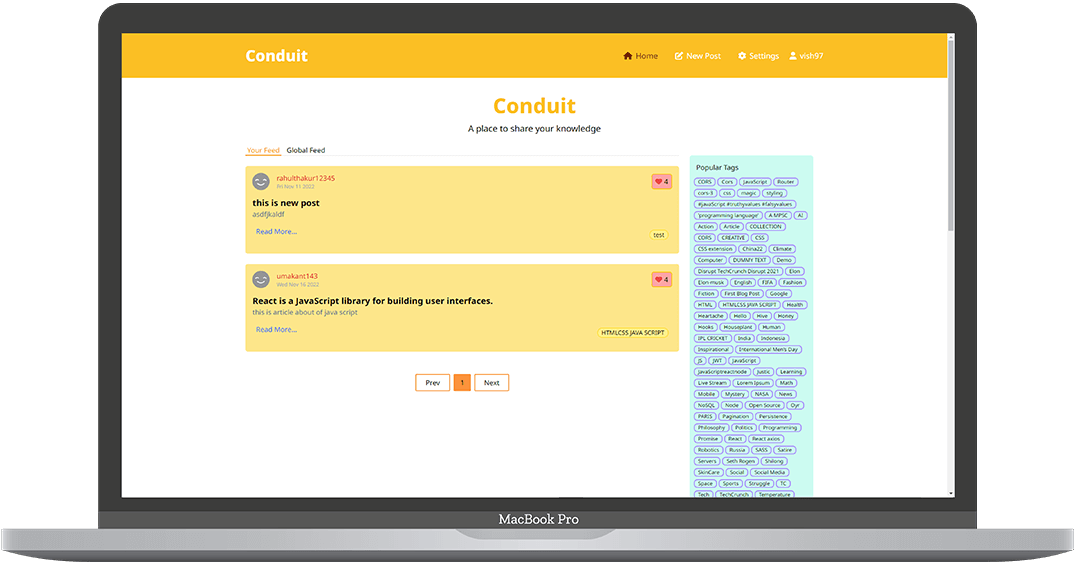 Conduit Home New Post Settings vish97
Conduit
A place to share your knowledge
Your Feed Global Feed
rahulthakur12345
Fri Nov 11 2022
4
this is new post
asdfjkaldf
Read More...
test
umakant143
Wed Nov 16 2022
4
React is a JavaScript library for building user interfaces.
this is article about of java script
Read More...
HTMLCSS JAVA SCRIPT
Prev 1 Next
Popular Tags
CORS Cors JavaScript Router
cors-3 css magic styling
#JavaScript #truthyvalues #falsyvalues
'programming language' A MPSC AI
Action Article COLLECTION
CORS CREATIVE CSS
CSS extension China22 Climate
Computer DUMMY TEXT Demo
Disrupt TechCrunch Disrupt 2021 Elon
Elon musk English FIFA Fashion
Fiction First Blog Post Google
HTML HTMLCSS JAVA SCRIPT Health
Heartache Hello Hive Honey
Hooks Houseplant Human
IPL CRICKET India Indonesia
Inspirational International Men's Day
JS JWT JavaScript
JavaScriptreactnode Justic Learning
Live Stream Lorem Ipsum Math
Mobile Mystery NASA News
NoSQL Node Open Source Oyr
PARIS Pagination Persistence
Philosophy Politics Programming
Promise React React axios
Robotics Russia SASS Satire
Servers Seth Rogen Shilong
SkinCare Social Social Media
Space Sports Struggle TC
Tech TechCrunch Temperature
MacBook Pro